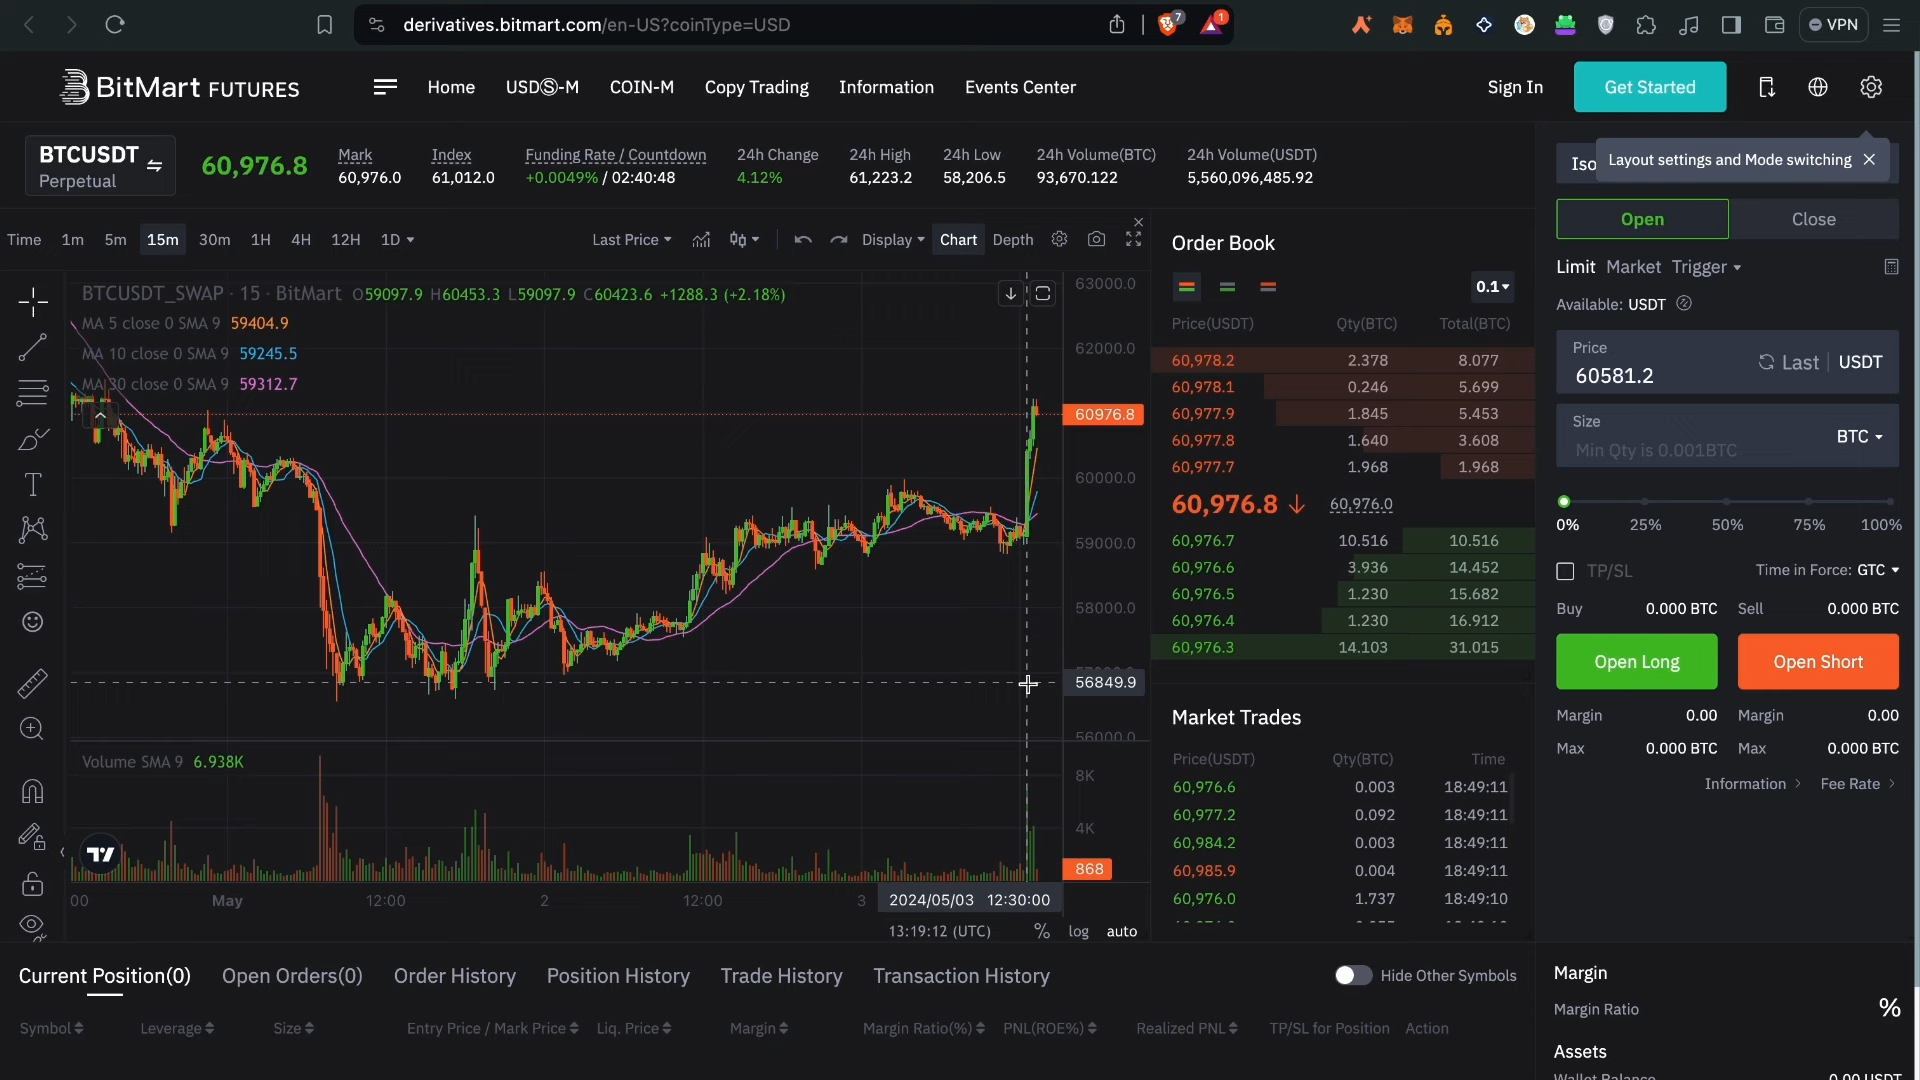 derivatives.bitmart.com/en-US?coinType=USD
7
1
VPN
BitMart FUTURES
Home
USDⓈ-M
COIN-M
Copy Trading
Information
Events Center
Sign In
Get Started
BTCUSDT
Perpetual
60,976.8
Mark
60,976.0
Index
61,012.0
Funding Rate / Countdown
+0.0049% / 02:40:48
24h Change
4.12%
24h High
61,223.2
24h Low
58,206.5
24h Volume(BTC)
93,670.122
24h Volume(USDT)
5,560,096,485.92
Iso
Layout settings and Mode switching
Time 1m 5m 15m 30m 1H 4H 12H 1D
Last Price
Display
Chart
Depth
BTCUSDT_SWAP · 15 · BitMart O59097.9 H60453.3 L59097.9 C60423.6 +1288.3 (+2.18%)
MA 5 close 0 SMA 9 59404.9
MA 10 close 0 SMA 9 59245.5
MA 30 close 0 SMA 9 59312.7
63000.0
62000.0
60976.8
60000.0
59000.0
58000.0
56849.9
56000.0
Volume SMA 9 6.938K
8K
4K
868
00
May
12:00
2
12:00
3
2024/05/03 12:30:00
13:19:12 (UTC)
%
log
auto
Order Book
0.1
Price(USDT) Qty(BTC) Total(BTC)
60,978.2 2.378 8.077
60,978.1 0.246 5.699
60,977.9 1.845 5.453
60,977.8 1.640 3.608
60,977.7 1.968 1.968
60,976.8 ↓ 60,976.0
60,976.7 10.516 10.516
60,976.6 3.936 14.452
60,976.5 1.230 15.682
60,976.4 1.230 16.912
60,976.3 14.103 31.015
Market Trades
Price(USDT) Qty(BTC) Time
60,976.6 0.003 18:49:11
60,977.2 0.092 18:49:11
60,984.2 0.003 18:49:11
60,985.9 0.004 18:49:11
60,976.0 1.737 18:49:10
Open
Close
Limit Market Trigger
Available: USDT
Price
60581.2
Last
USDT
Size
Min Qty is 0.001BTC
BTC
0% 25% 50% 75% 100%
TP/SL
Time in Force: GTC
Buy 0.000 BTC Sell 0.000 BTC
Open Long
Open Short
Margin 0.00 Margin 0.00
Max 0.000 BTC Max 0.000 BTC
Information
Fee Rate
Current Position(0)
Open Orders(0)
Order History
Position History
Trade History
Transaction History
Hide Other Symbols
Symbol
Leverage
Size
Entry Price / Mark Price
Liq. Price
Margin
Margin Ratio(%)
PNL(ROE%)
Realized PNL
TP/SL for Position
Action
Margin
Margin Ratio
%
Assets
Wallet Balance 0.00 USDT